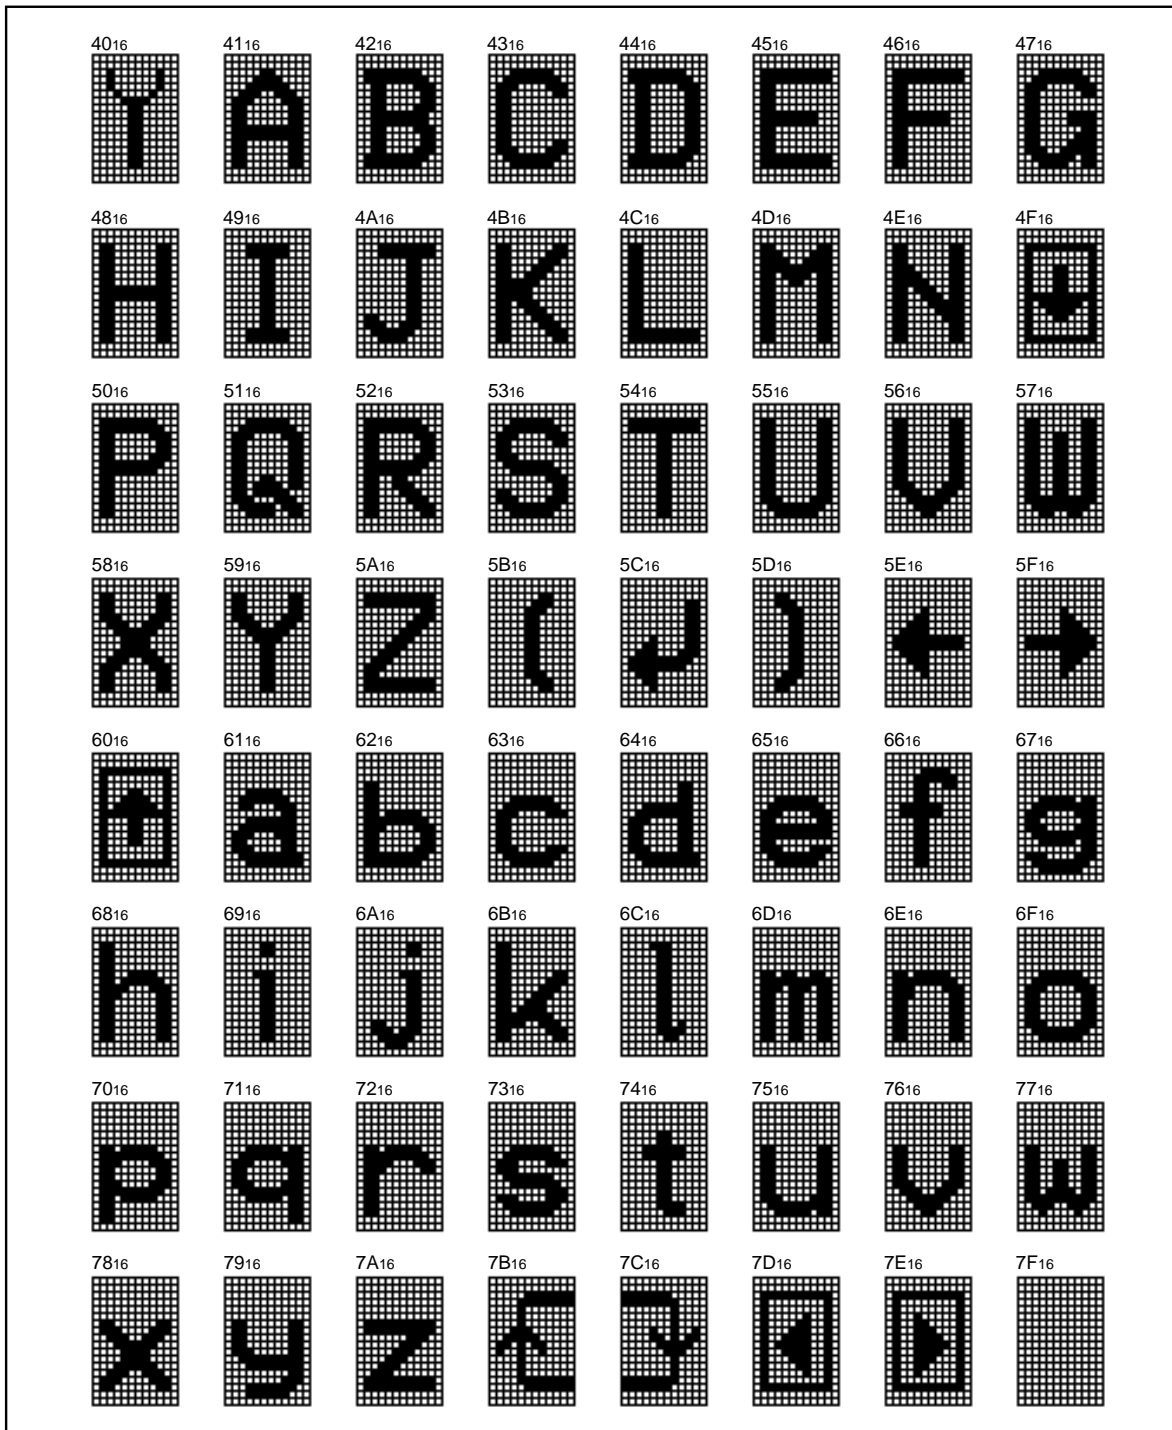 40₁₆ 41₁₆ 42₁₆ 43₁₆ 44₁₆ 45₁₆ 46₁₆ 47₁₆
Y A B C D E F G
48₁₆ 49₁₆ 4A₁₆ 4B₁₆ 4C₁₆ 4D₁₆ 4E₁₆ 4F₁₆
H I J K L M N ↓
50₁₆ 51₁₆ 52₁₆ 53₁₆ 54₁₆ 55₁₆ 56₁₆ 57₁₆
P Q R S T U V W
58₁₆ 59₁₆ 5A₁₆ 5B₁₆ 5C₁₆ 5D₁₆ 5E₁₆ 5F₁₆
X Y Z ( ↲ ) ← →
60₁₆ 61₁₆ 62₁₆ 63₁₆ 64₁₆ 65₁₆ 66₁₆ 67₁₆
↑ a b c d e f g
68₁₆ 69₁₆ 6A₁₆ 6B₁₆ 6C₁₆ 6D₁₆ 6E₁₆ 6F₁₆
h i j k l m n o
70₁₆ 71₁₆ 72₁₆ 73₁₆ 74₁₆ 75₁₆ 76₁₆ 77₁₆
p q r s t u v w
78₁₆ 79₁₆ 7A₁₆ 7B₁₆ 7C₁₆ 7D₁₆ 7E₁₆ 7F₁₆
x y z